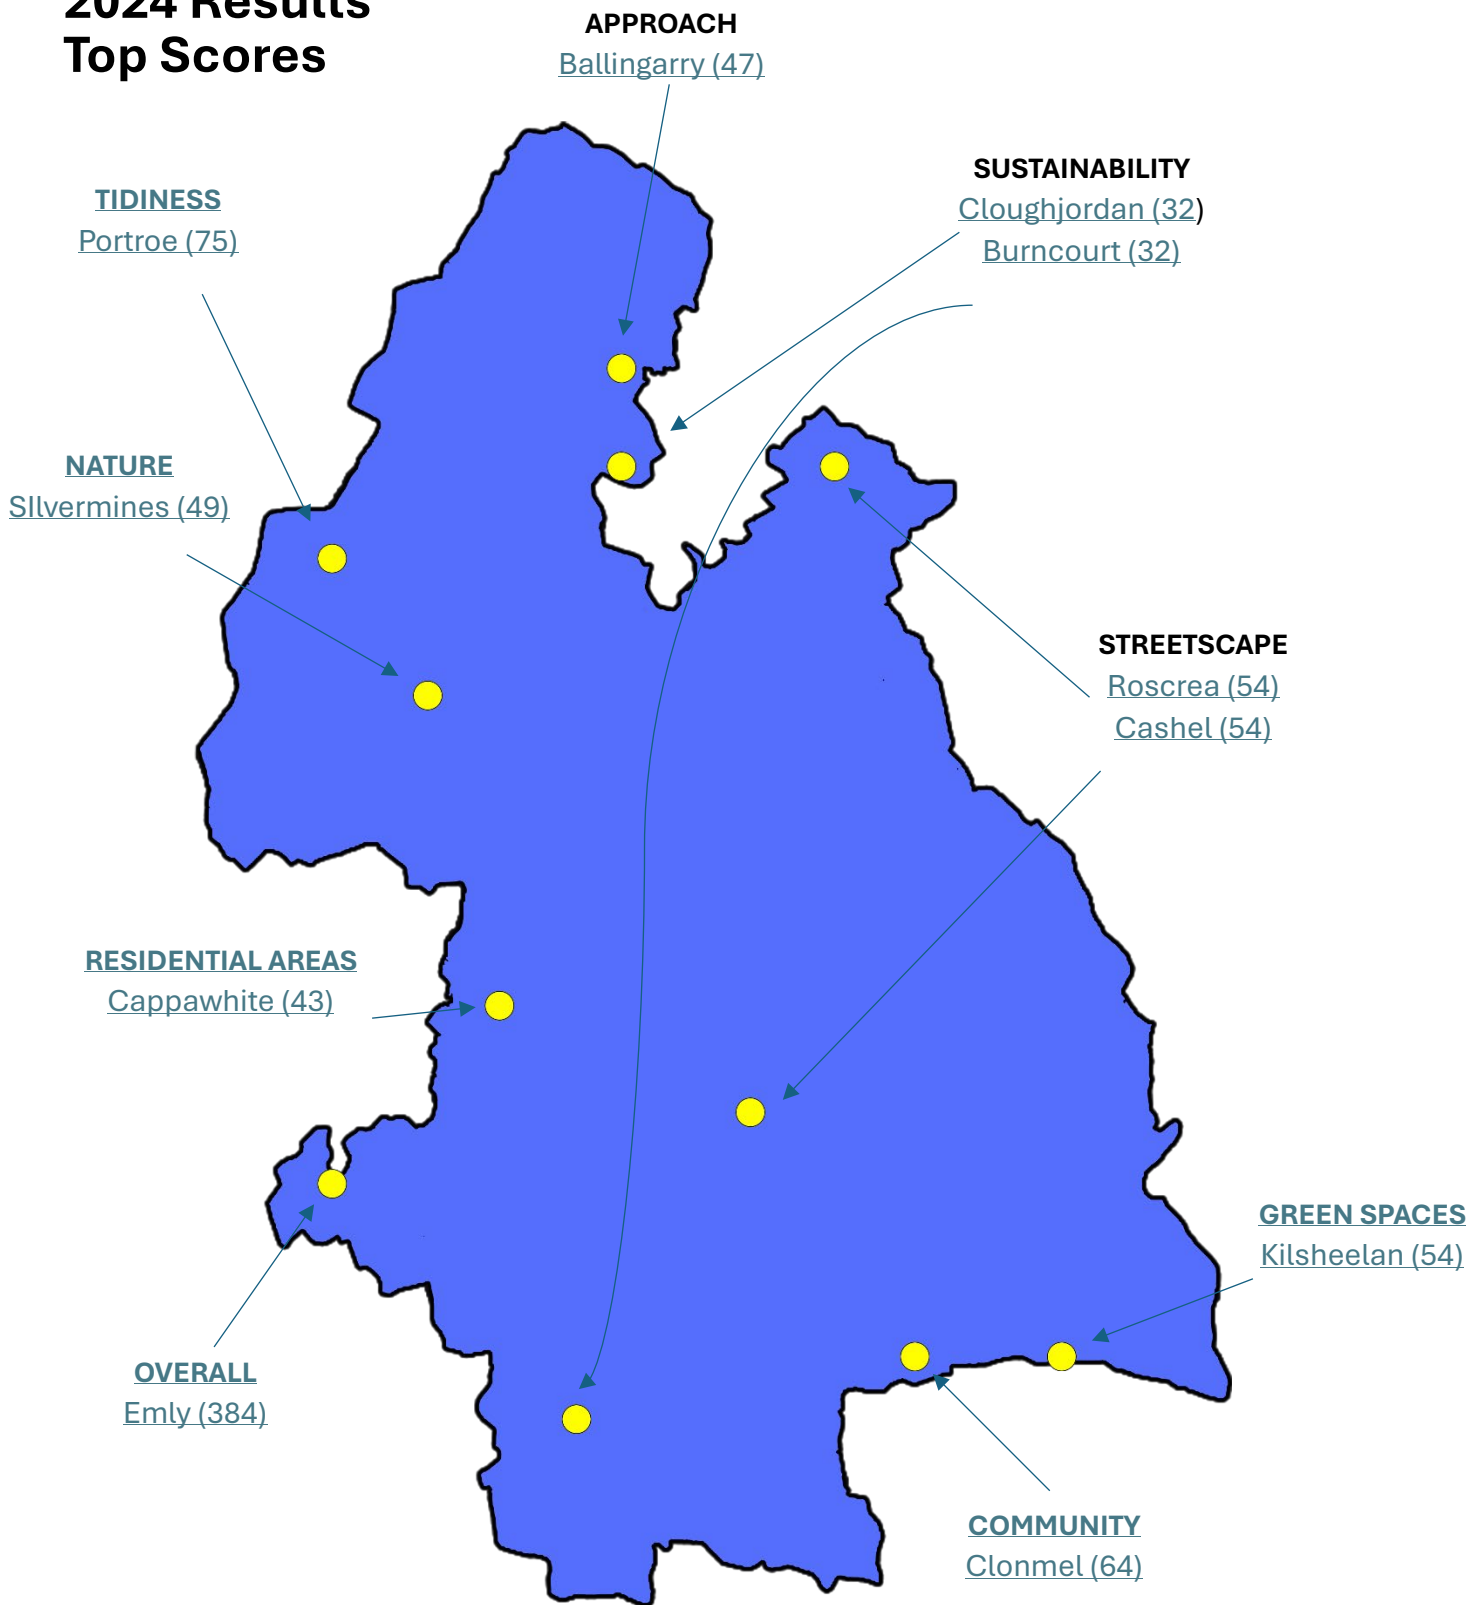 2024 Results
Top Scores
APPROACH
Ballingarry (47)
SUSTAINABILITY
Cloughjordan (32)
Burncourt (32)
TIDINESS
Portroe (75)
NATURE
SIlvermines (49)
STREETSCAPE
Roscrea (54)
Cashel (54)
RESIDENTIAL AREAS
Cappawhite (43)
GREEN SPACES
Kilsheelan (54)
OVERALL
Emly (384)
COMMUNITY
Clonmel (64)